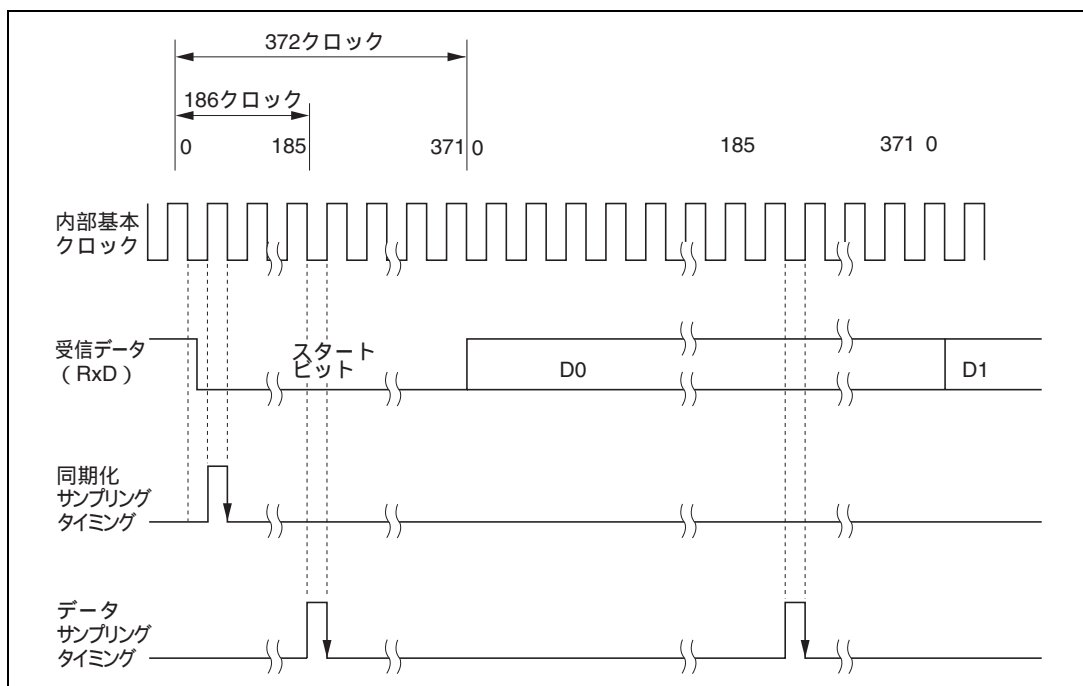 372クロック
186クロック
0 185 371 0 185 371 0
内部基本
クロック
受信データ
（RxD）
スタート
ビット
D0
D1
同期化
サンプリング
タイミング
データ
サンプリング
タイミング